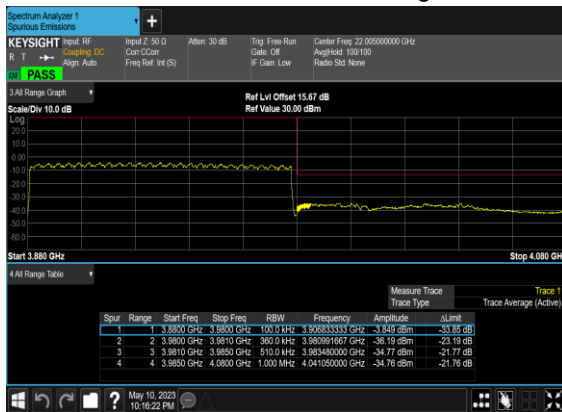 Spectrum Analyzer 1
Spurious Emissions
+
KEYSIGHT Input: RF Input Z: 50 Ω Atten: 30 dB Trig: Free Run Center Freq: 22.005000000 GHz
R T Coupling: DC Corr CCorr Gate: Off Avg|Hold: 100/100
Align: Auto Freq Ref: Int (S) IF Gain: Low Radio Std: None
PASS
3 All Range Graph
Ref Lvl Offset 15.67 dB
Scale/Div 10.0 dB Ref Value 30.00 dBm
Log
20.0
10.0
0.00
-10.0
-20.0
-30.0
-40.0
-50.0
-60.0
Start 3.880 GHz Stop 4.080 GH
4 All Range Table
Measure Trace Trace 1
Trace Type Trace Average (Active)
Spur Range Start Freq Stop Freq RBW Frequency Amplitude ΔLimit
1 1 3.8800 GHz 3.9800 GHz 100.0 kHz 3.906833333 GHz -3.849 dBm -33.85 dB
2 2 3.9800 GHz 3.9810 GHz 360.0 kHz 3.980991667 GHz -36.19 dBm -23.19 dB
3 3 3.9810 GHz 3.9850 GHz 510.0 kHz 3.983480000 GHz -34.77 dBm -21.77 dB
4 4 3.9850 GHz 4.0800 GHz 1.000 MHz 4.041050000 GHz -34.76 dBm -21.76 dB
? May 10, 2023
10:16:22 PM